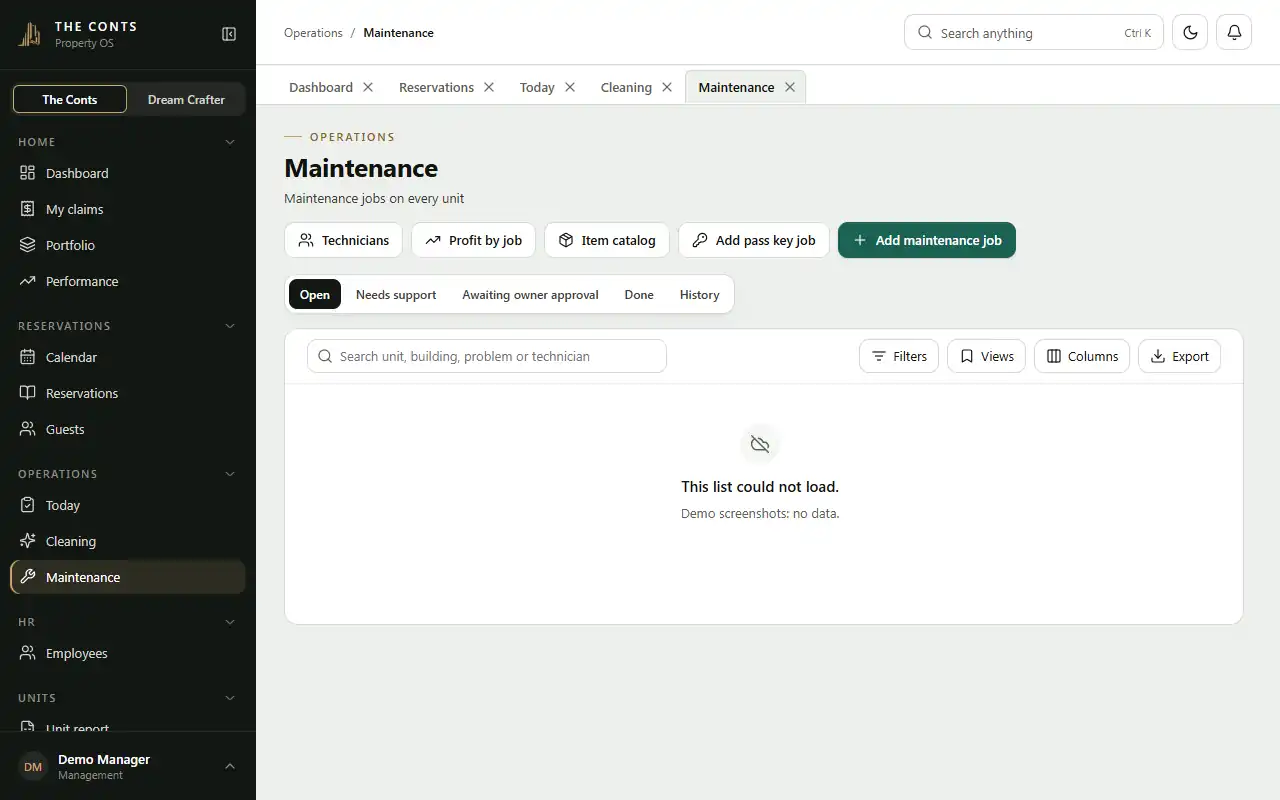 THE CONTS
Property OS
The Conts
Dream Crafter
HOME
Dashboard
My claims
Portfolio
Performance
RESERVATIONS
Calendar
Reservations
Guests
OPERATIONS
Today
Cleaning
Maintenance
HR
Employees
UNITS
Unit report
DM
Demo Manager
Management
Operations / Maintenance
Search anything
Ctrl K
Dashboard
Reservations
Today
Cleaning
Maintenance
OPERATIONS
Maintenance
Maintenance jobs on every unit
Technicians
Profit by job
Item catalog
Add pass key job
Add maintenance job
Open
Needs support
Awaiting owner approval
Done
History
Search unit, building, problem or technician
Filters
Views
Columns
Export
This list could not load.
Demo screenshots: no data.